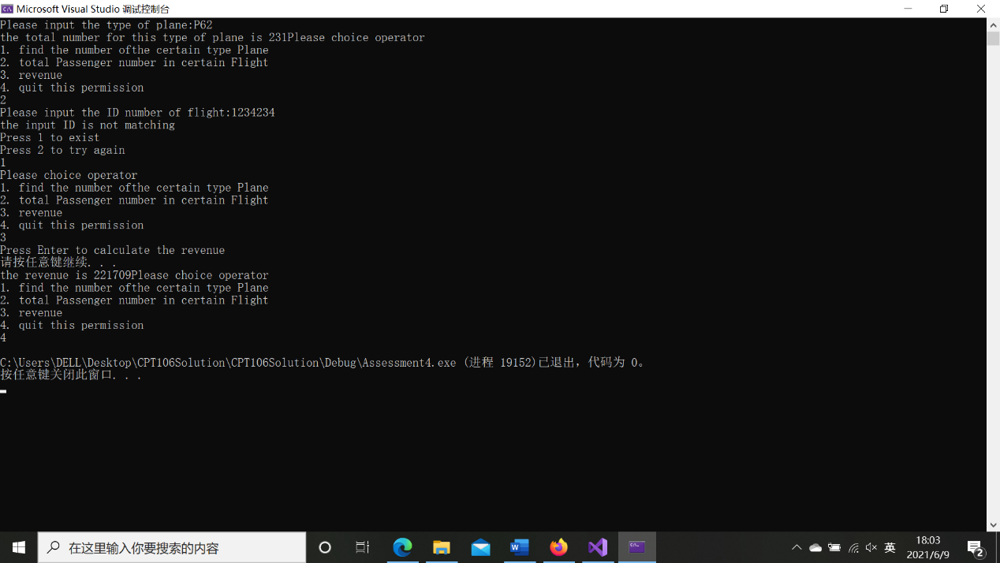 Microsoft Visual Studio 调试控制台
Please input the type of plane:P62
the total number for this type of plane is 231Please choice operator
1. find the number ofthe certain type Plane
2. total Passenger number in certain Flight
3. revenue
4. quit this permission
2
Please input the ID number of flight:1234234
the input ID is not matching
Press 1 to exist
Press 2 to try again
1
Please choice operator
1. find the number ofthe certain type Plane
2. total Passenger number in certain Flight
3. revenue
4. quit this permission
3
Press Enter to calculate the revenue
请按任意键继续. . .
the revenue is 221709Please choice operator
1. find the number ofthe certain type Plane
2. total Passenger number in certain Flight
3. revenue
4. quit this permission
4
C:\Users\DELL\Desktop\CPT106Solution\CPT106Solution\Debug\Assessment4.exe (进程 19152)已退出，代码为 0。
按任意键关闭此窗口. . .
在这里输入你要搜索的内容
英
18:03
2021/6/9
2